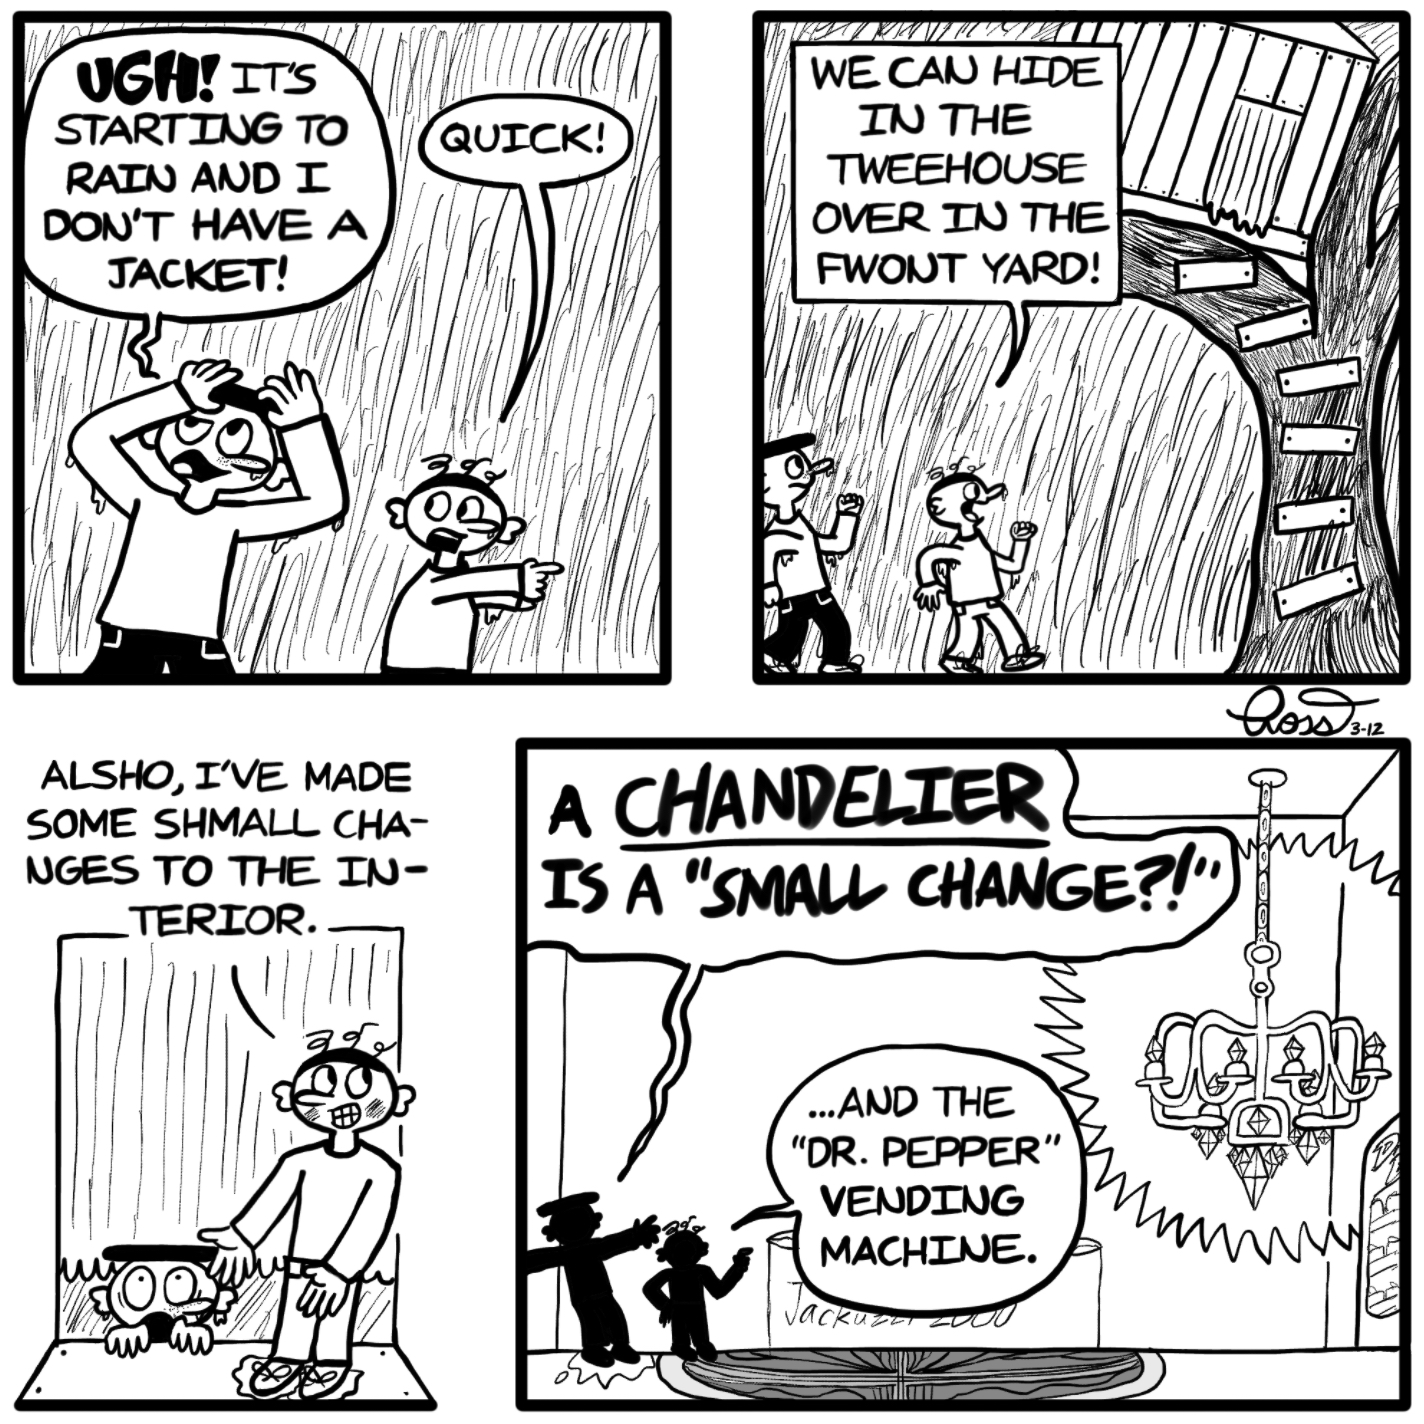 UGH! IT'S
STARTING TO
RAIN AND I
DON'T HAVE A
JACKET!
QUICK!
WE CAN HIDE
IN THE
TWEEHOUSE
OVER IN THE
FWONT YARD!
Ross 3-12
ALSHO, I'VE MADE
SOME SHMALL CHA-
NGES TO THE IN-
TERIOR.
A CHANDELIER
IS A "SMALL CHANGE?!"
...AND THE
"DR. PEPPER"
VENDING
MACHINE.
Jackuzzi 2000